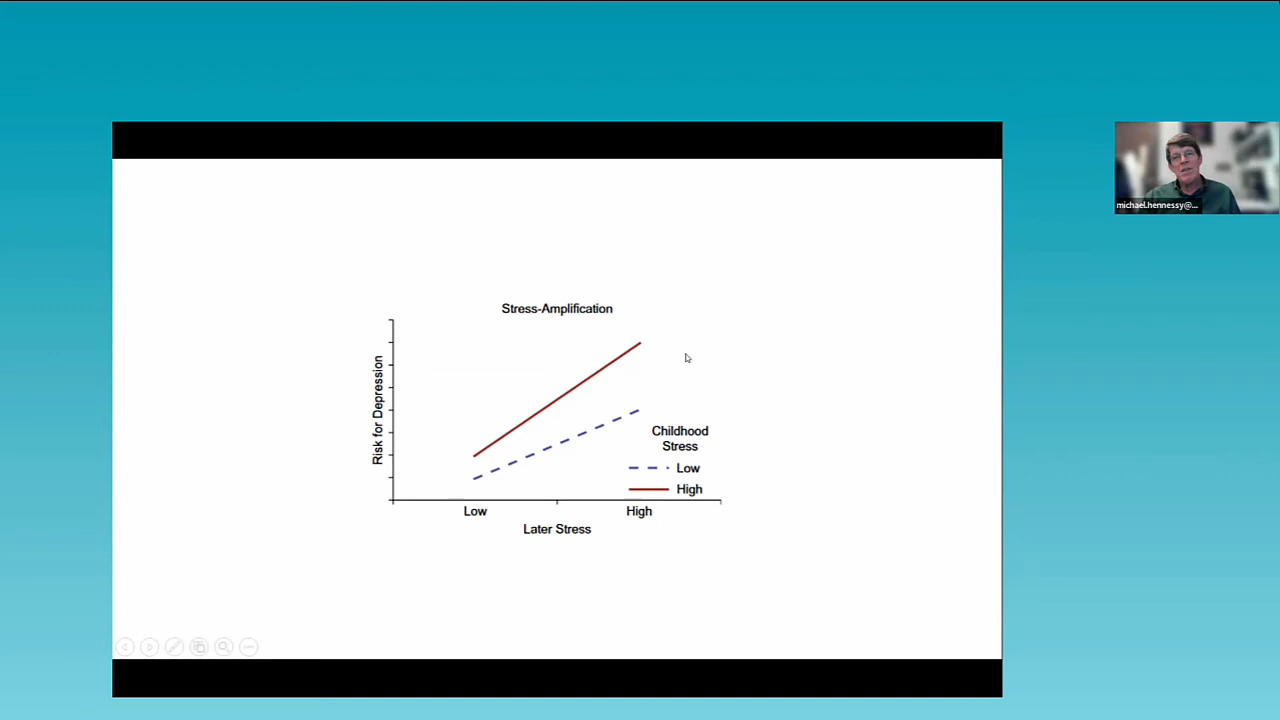 michael.hennessy@...
Stress-Amplification
Risk for Depression
Childhood
Stress
Low
High
Low
High
Later Stress